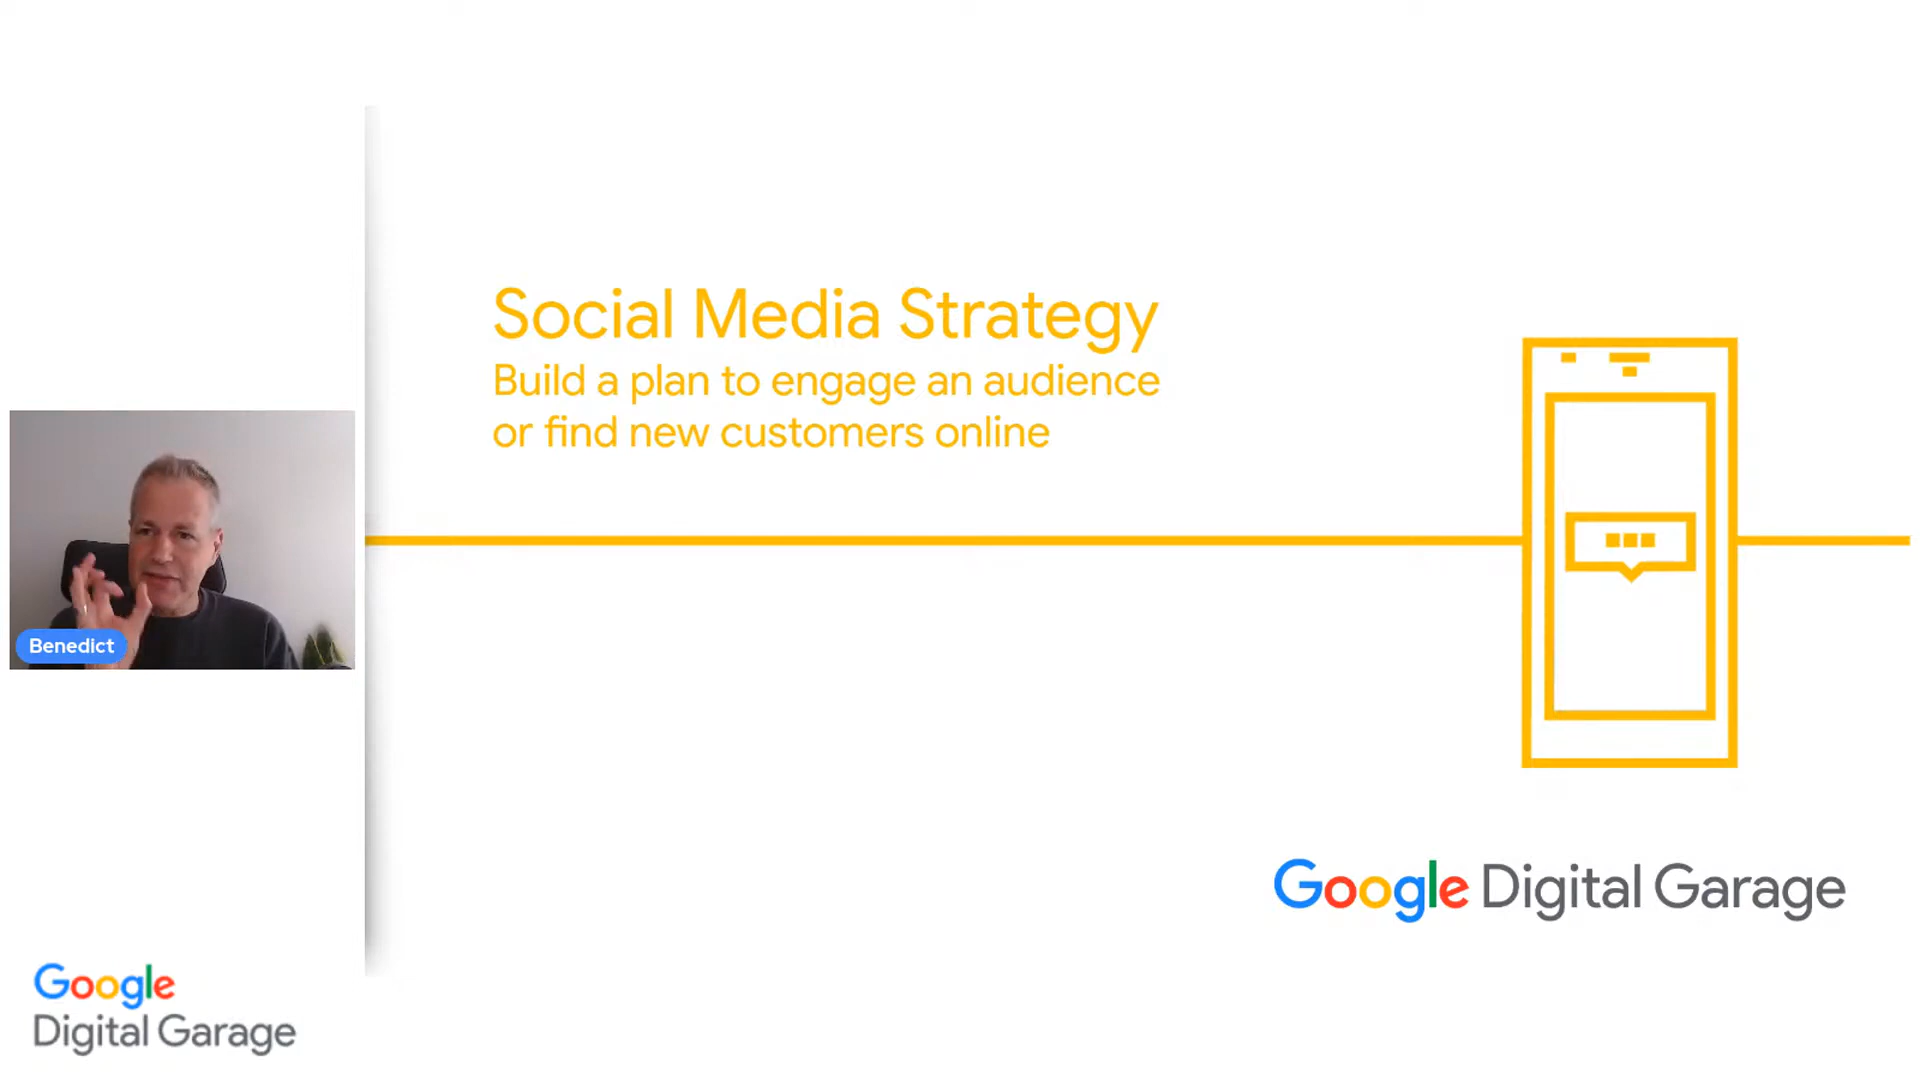 Social Media Strategy
Build a plan to engage an audience
or find new customers online
Benedict
Google Digital Garage
Google
Digital Garage